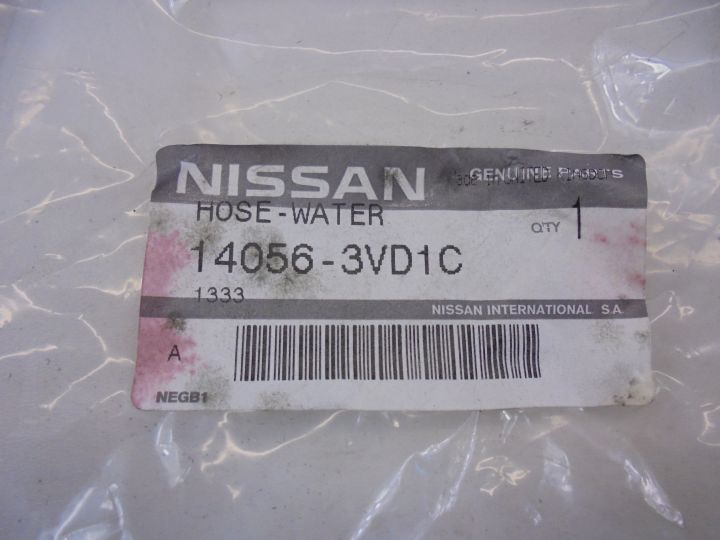 NISSAN GENUINE PARTS
HOSE-WATER
QTY 1
14056-3VD1C
1333
NISSAN INTERNATIONAL S.A.
A
NEGB1